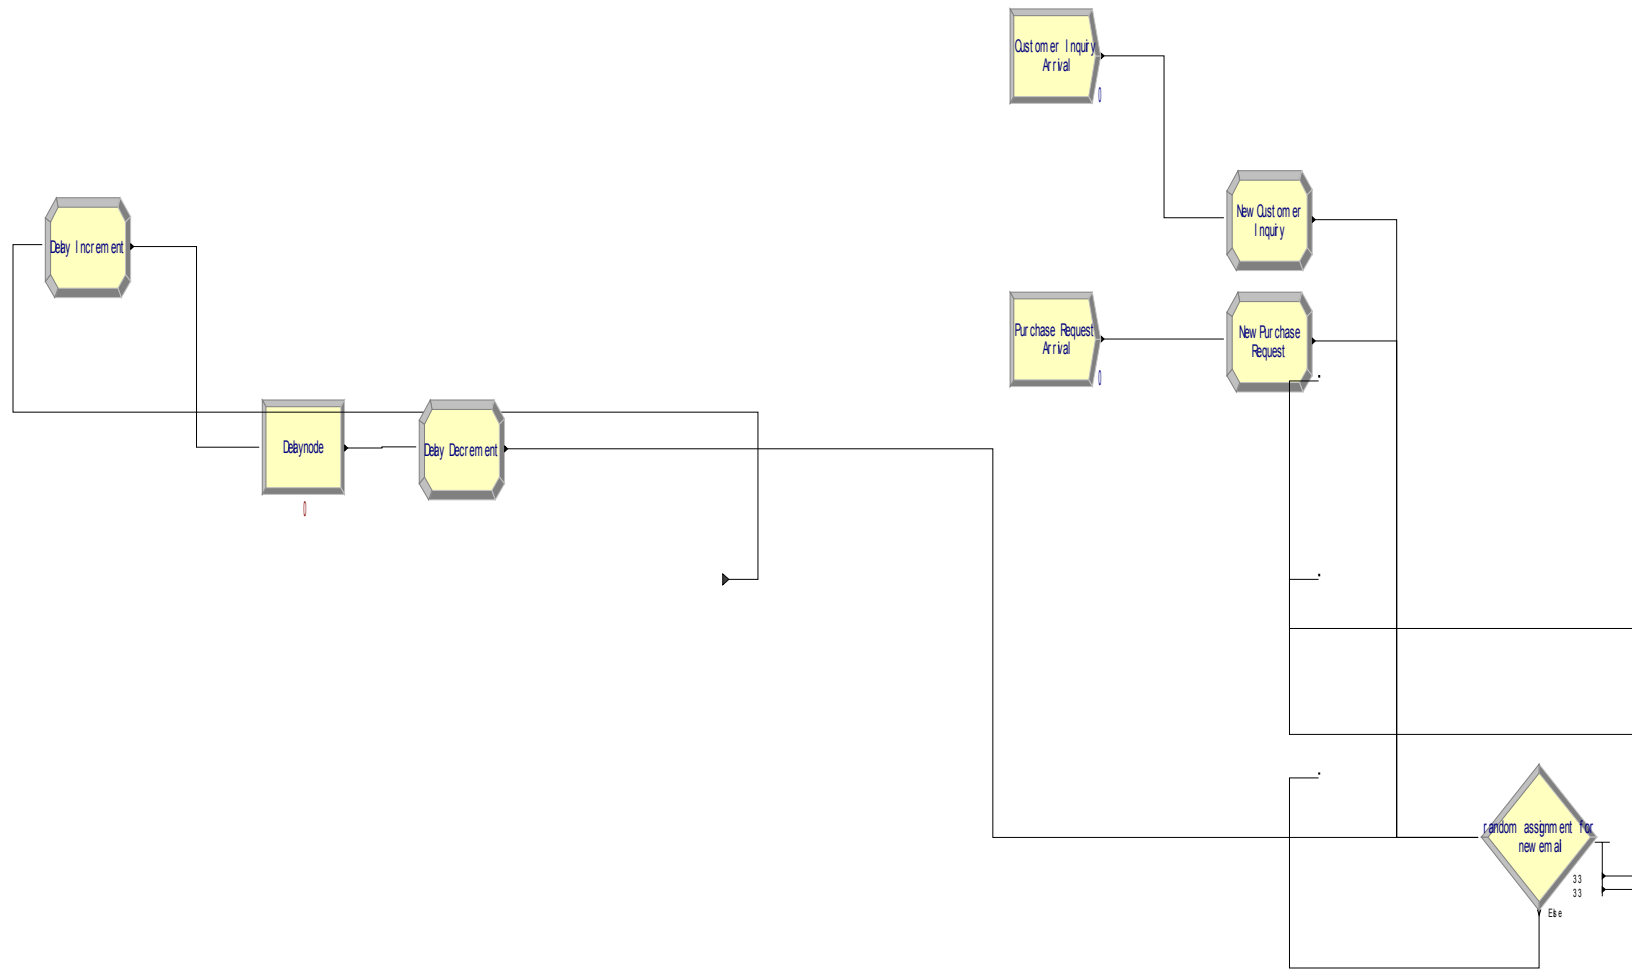 Customer Inquiry
Arrival
0
New Customer
Inquiry
Delay Increment
Purchase Request
Arrival
0
New Purchase
Request
Delaynode
0
Delay Decrement
random assignment for
new email
33
33
Else